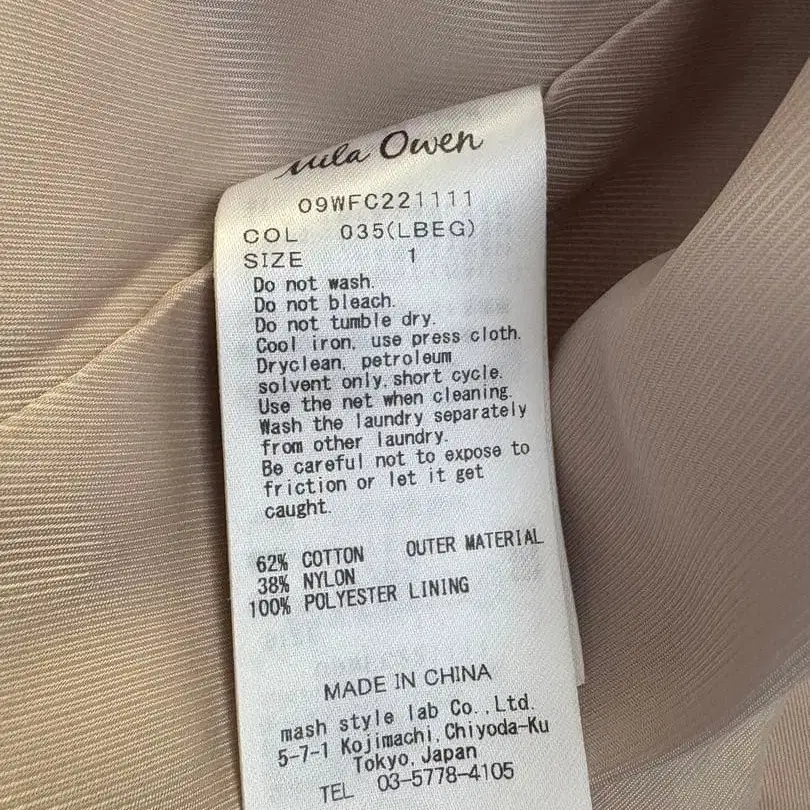 Mila Owen
09WFC221111
COL 035(LBEG)
SIZE 1
Do not wash.
Do not bleach.
Do not tumble dry.
Cool iron, use press cloth.
Dryclean, petroleum
solvent only, short cycle.
Use the net when cleaning.
Wash the laundry separately
from other laundry.
Be careful not to expose to
friction or let it get
caught.
62% COTTON OUTER MATERIAL
38% NYLON
100% POLYESTER LINING
MADE IN CHINA
mash style lab Co.,Ltd.
5-7-1 Kojimachi,Chiyoda-Ku
Tokyo,Japan
TEL 03-5778-4105